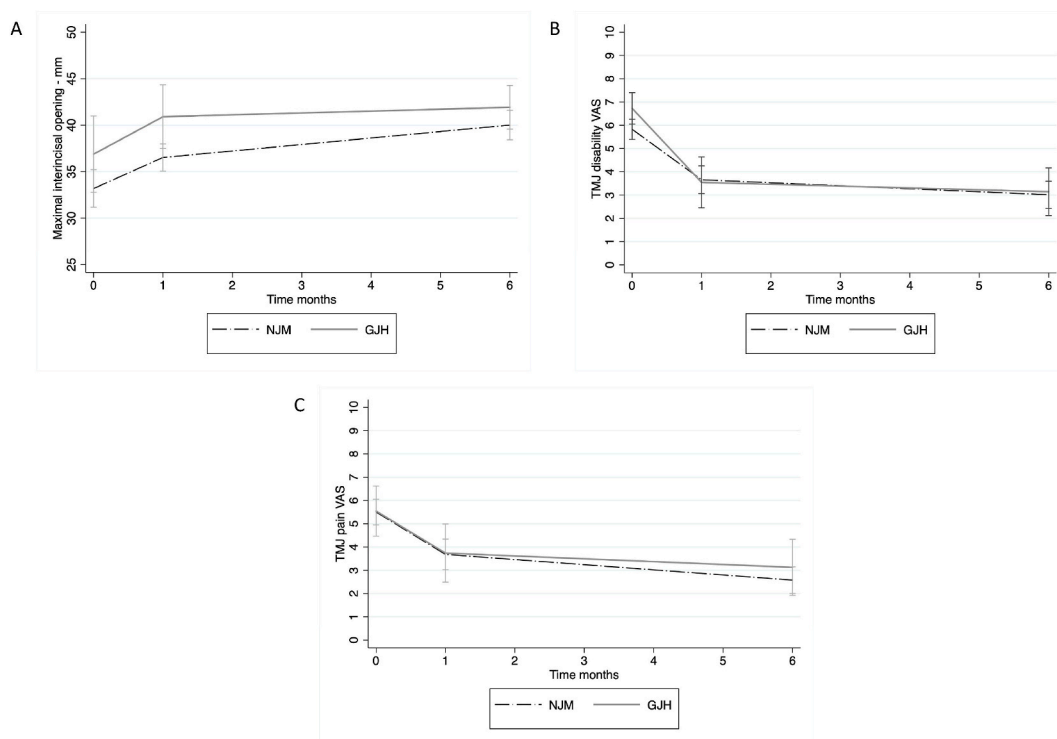 A
Maximal interincisal opening - mm
50
45
40
35
30
25
0 1 2 3 4 5 6
Time months
NJM GJH
B
TMJ disability VAS
10
9
8
7
6
5
4
3
2
1
0
0 1 2 3 4 5 6
Time months
NJM GJH
C
TMJ pain VAS
10
9
8
7
6
5
4
3
2
1
0
0 1 2 3 4 5 6
Time months
NJM GJH